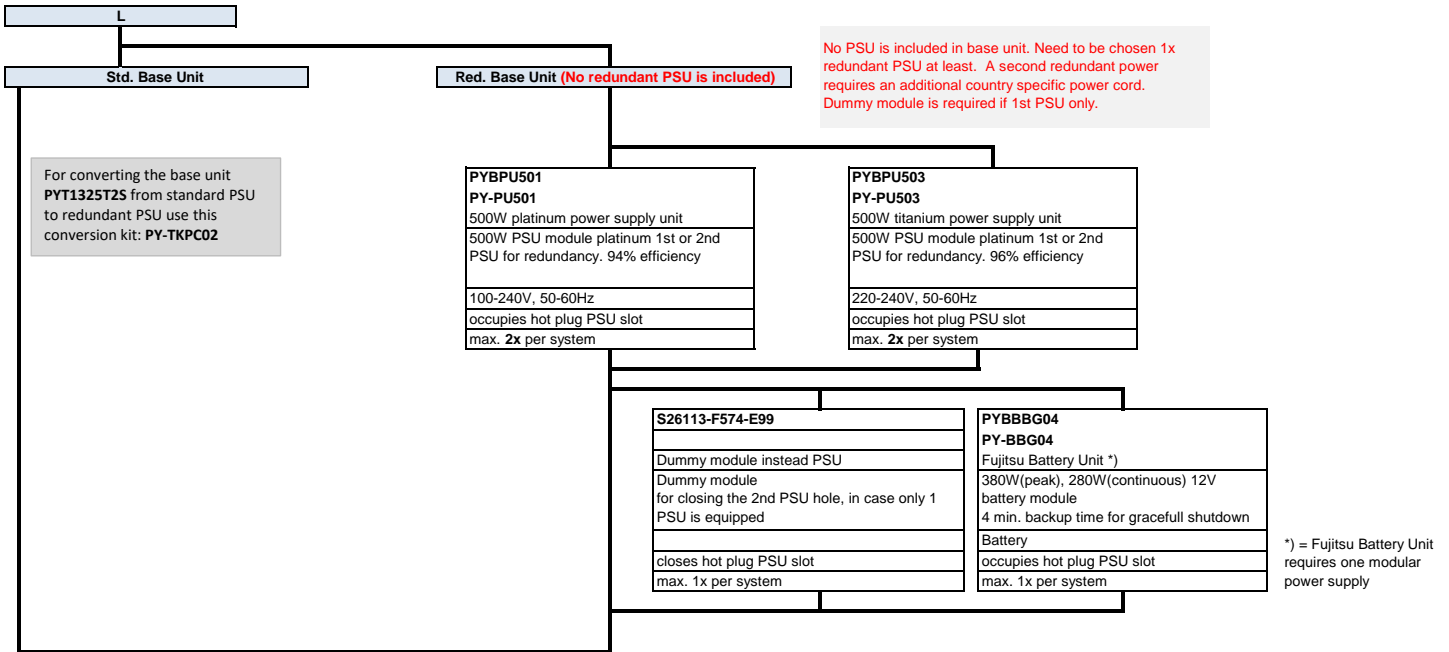 L
Std. Base Unit
Red. Base Unit (No redundant PSU is included)
No PSU is included in base unit. Need to be chosen 1x
redundant PSU at least.  A second redundant power
requires an additional country specific power cord.
Dummy module is required if 1st PSU only.
For converting the base unit
PYT1325T2S from standard PSU
to redundant PSU use this
conversion kit: PY-TKPC02
PYBPU501
PY-PU501
500W platinum power supply unit
500W PSU module platinum 1st or 2nd
PSU for redundancy. 94% efficiency
100-240V, 50-60Hz
occupies hot plug PSU slot
max. 2x per system
PYBPU503
PY-PU503
500W titanium power supply unit
500W PSU module platinum 1st or 2nd
PSU for redundancy. 96% efficiency
220-240V, 50-60Hz
occupies hot plug PSU slot
max. 2x per system
S26113-F574-E99
Dummy module instead PSU
Dummy module
for closing the 2nd PSU hole, in case only 1
PSU is equipped
closes hot plug PSU slot
max. 1x per system
PYBBBG04
PY-BBG04
Fujitsu Battery Unit *)
380W(peak), 280W(continuous) 12V
battery module
4 min. backup time for gracefull shutdown
Battery
occupies hot plug PSU slot
max. 1x per system
*) = Fujitsu Battery Unit
requires one modular
power supply